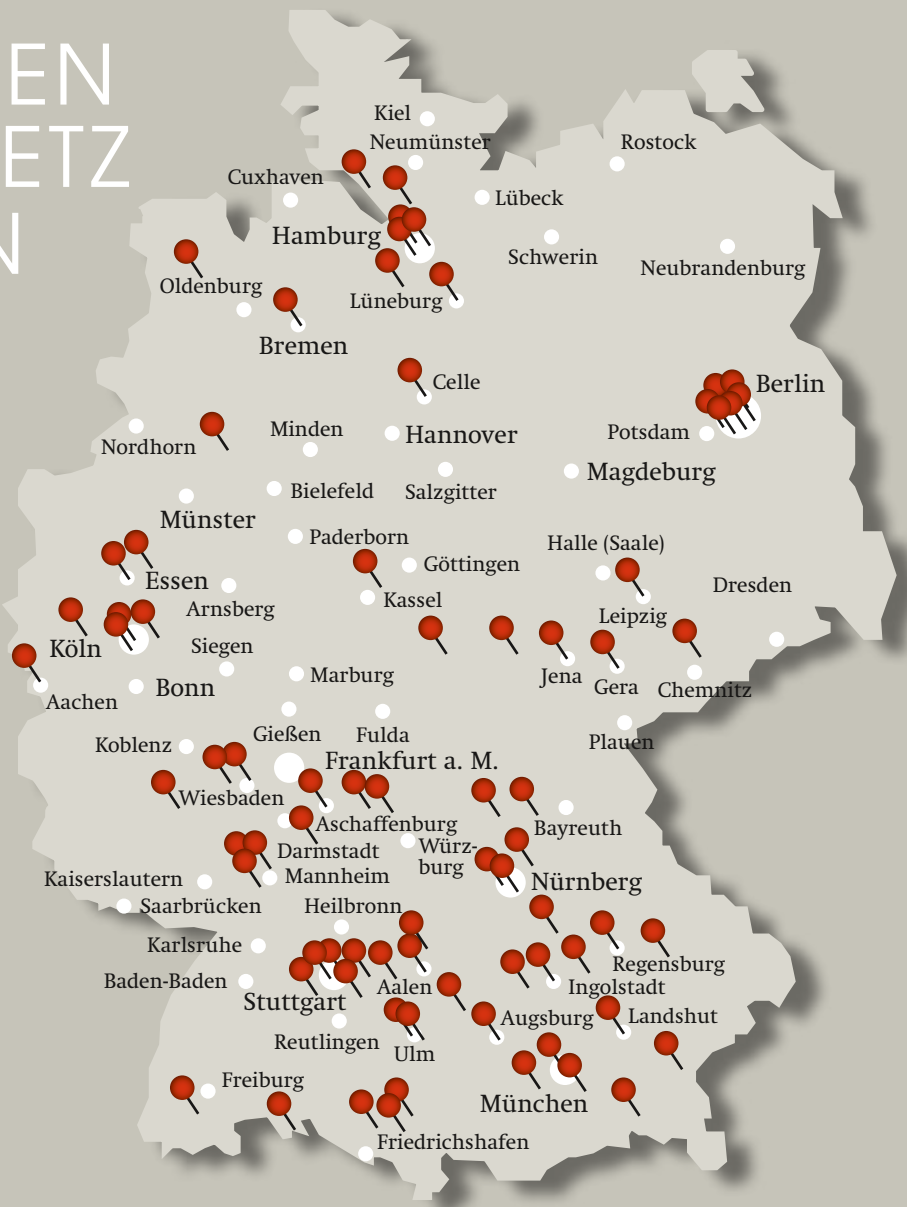 EN
ETZ
N
Kiel
Neumünster
Rostock
Cuxhaven
Lübeck
Hamburg
Schwerin
Neubrandenburg
Oldenburg
Lüneburg
Bremen
Celle
Berlin
Nordhorn
Minden
Hannover
Potsdam
Magdeburg
Bielefeld
Salzgitter
Münster
Paderborn
Göttingen
Halle (Saale)
Essen
Dresden
Arnsberg
Kassel
Leipzig
Köln
Siegen
Jena
Gera
Chemnitz
Aachen
Bonn
Marburg
Koblenz
Gießen
Fulda
Plauen
Frankfurt a. M.
Wiesbaden
Aschaffenburg
Bayreuth
Darmstadt
Würz-
burg
Kaiserslautern
Mannheim
Nürnberg
Saarbrücken
Heilbronn
Karlsruhe
Regensburg
Baden-Baden
Aalen
Ingolstadt
Stuttgart
Augsburg
Landshut
Reutlingen
Ulm
Freiburg
München
Friedrichshafen